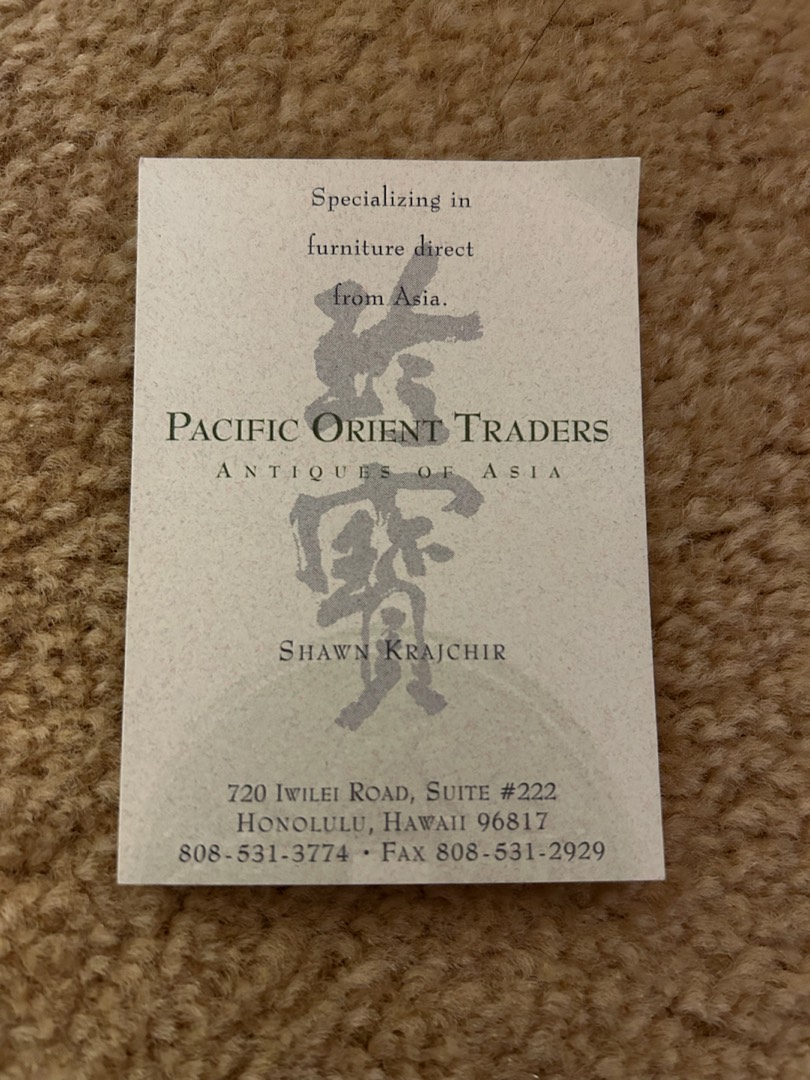 Specializing in
furniture direct
from Asia.
PACIFIC ORIENT TRADERS
ANTIQUES OF ASIA
SHAWN KRAJCHIR
720 IWILEI ROAD, SUITE #222
HONOLULU, HAWAII 96817
808-531-3774 · FAX 808-531-2929